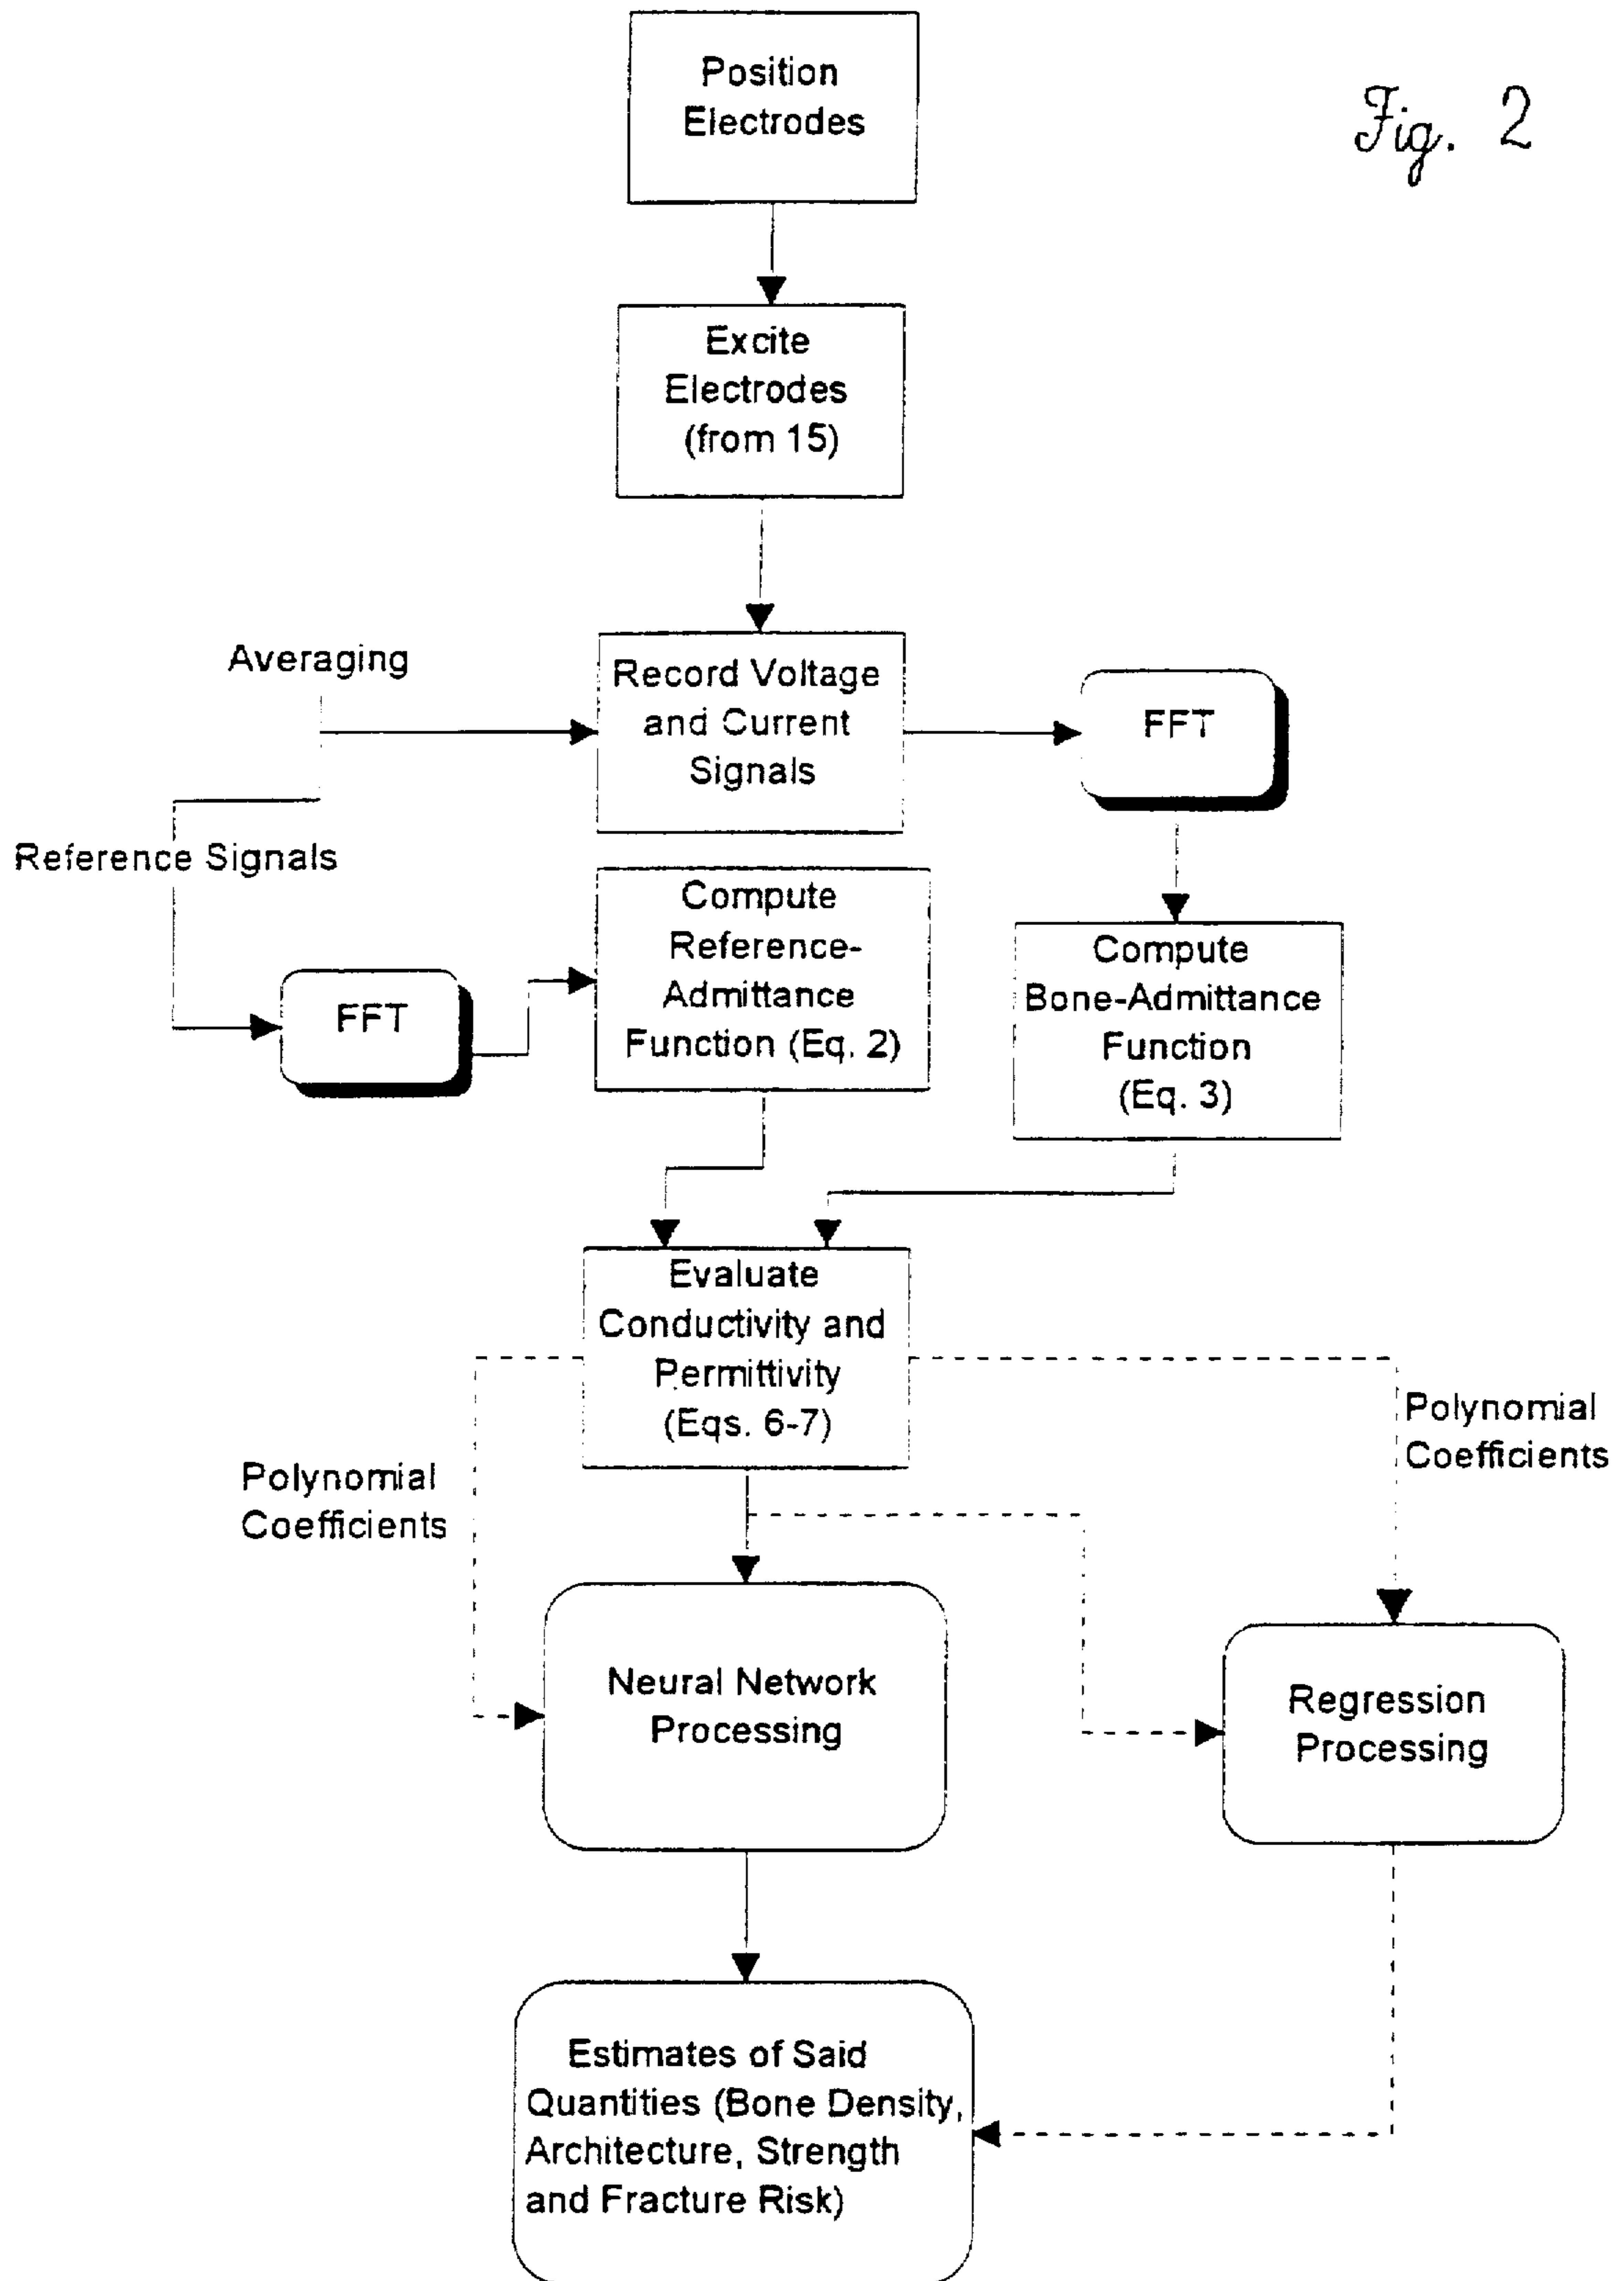 Position
Electrodes
Fig. 2
Excite
Electrodes
(from 15)
Averaging
Record Voltage
and Current
Signals
FFT
Reference Signals
Compute
Reference-
Admittance
Function (Eq. 2)
FFT
Compute
Bone-Admittance
Function
(Eq. 3)
Evaluate
Conductivity and
Permittivity
(Eqs. 6-7)
Polynomial
Coefficients
Polynomial
Coefficients
Neural Network
Processing
Regression
Processing
Estimates of Said
Quantities (Bone Density,
Architecture, Strength
and Fracture Risk)